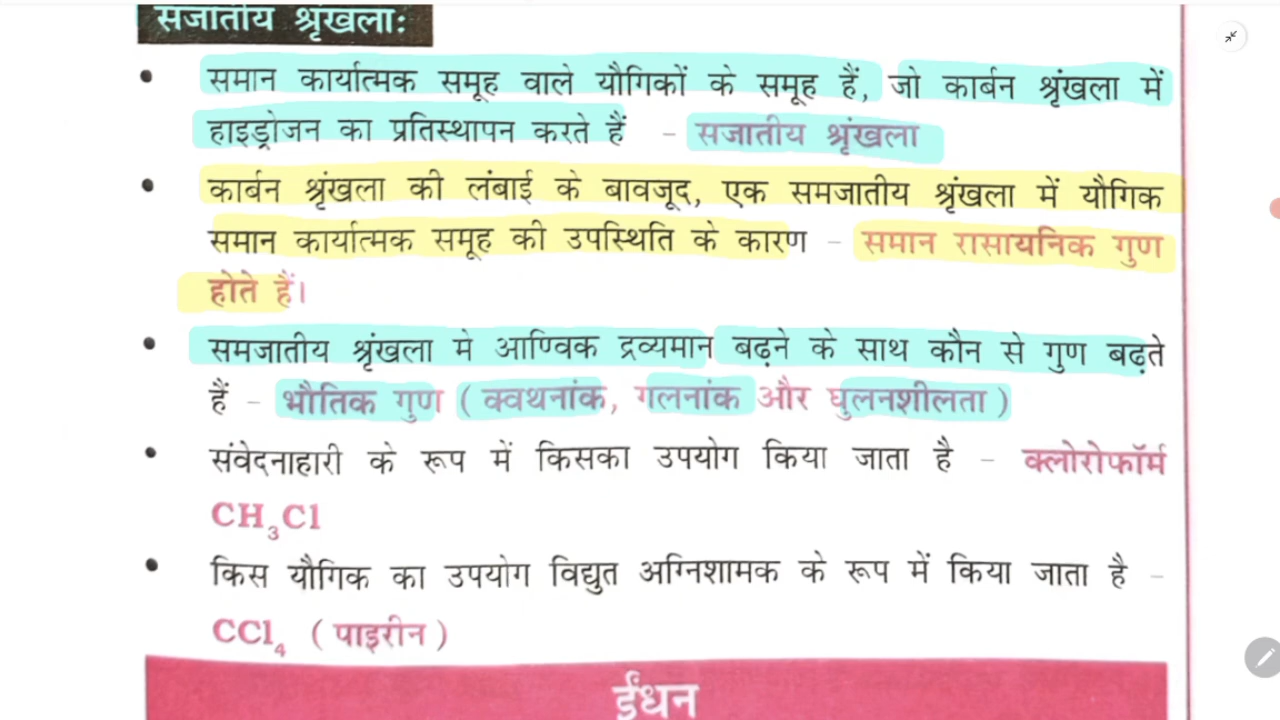 सजातीय श्रृंखला:
• समान कार्यात्मक समूह वाले यौगिकों के समूह हैं, जो कार्बन श्रृंखला में
हाइड्रोजन का प्रतिस्थापन करते हैं – सजातीय श्रृंखला
• कार्बन श्रृंखला की लंबाई के बावजूद, एक समजातीय श्रृंखला में यौगिक
समान कार्यात्मक समूह की उपस्थिति के कारण – समान रासायनिक गुण
होते हैं।
• समजातीय श्रृंखला मे आण्विक द्रव्यमान बढ़ने के साथ कौन से गुण बढ़ते
हैं – भौतिक गुण ( क्वथनांक, गलनांक और घुलनशीलता )
• संवेदनाहारी के रूप में किसका उपयोग किया जाता है – क्लोरोफॉर्म
CH₃Cl
• किस यौगिक का उपयोग विद्युत अग्निशामक के रूप में किया जाता है –
CCl₄ ( पाइरीन )
ईंधन